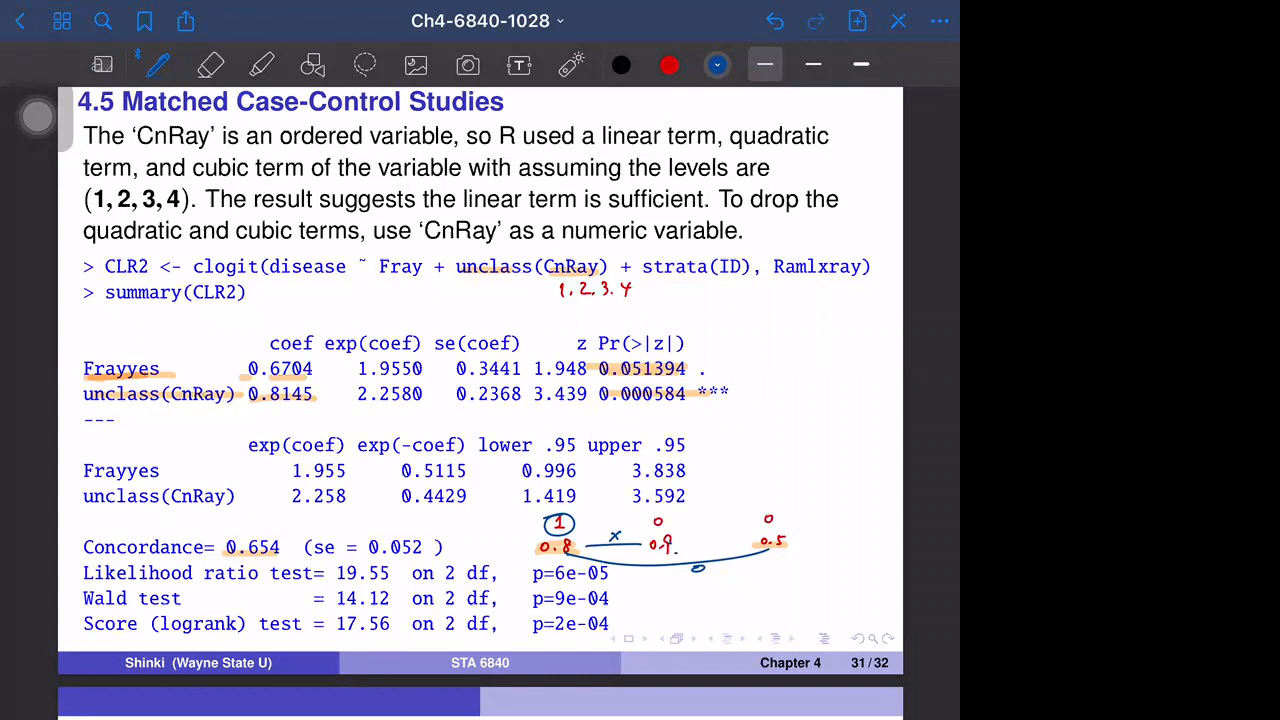 Ch4-6840-1028
T
4.5 Matched Case-Control Studies
The ‘CnRay’ is an ordered variable, so R used a linear term, quadratic
term, and cubic term of the variable with assuming the levels are
(1, 2, 3, 4). The result suggests the linear term is sufficient. To drop the
quadratic and cubic terms, use ‘CnRay’ as a numeric variable.
> CLR2 <- clogit(disease ~ Fray + unclass(CnRay) + strata(ID), Ramlxray)
> summary(CLR2)
1, 2, 3, 4
coef exp(coef) se(coef) z Pr(>|z|)
Frayyes 0.6704 1.9550 0.3441 1.948 0.051394 .
unclass(CnRay) 0.8145 2.2580 0.2368 3.439 0.000584 ***
---
exp(coef) exp(-coef) lower .95 upper .95
Frayyes 1.955 0.5115 0.996 3.838
unclass(CnRay) 2.258 0.4429 1.419 3.592
1 0 0
Concordance= 0.654 (se = 0.052 ) 0.8 x 0.9 0.5
o
Likelihood ratio test= 19.55 on 2 df, p=6e-05
Wald test = 14.12 on 2 df, p=9e-04
Score (logrank) test = 17.56 on 2 df, p=2e-04
Shinki (Wayne State U) STA 6840 Chapter 4 31 / 32